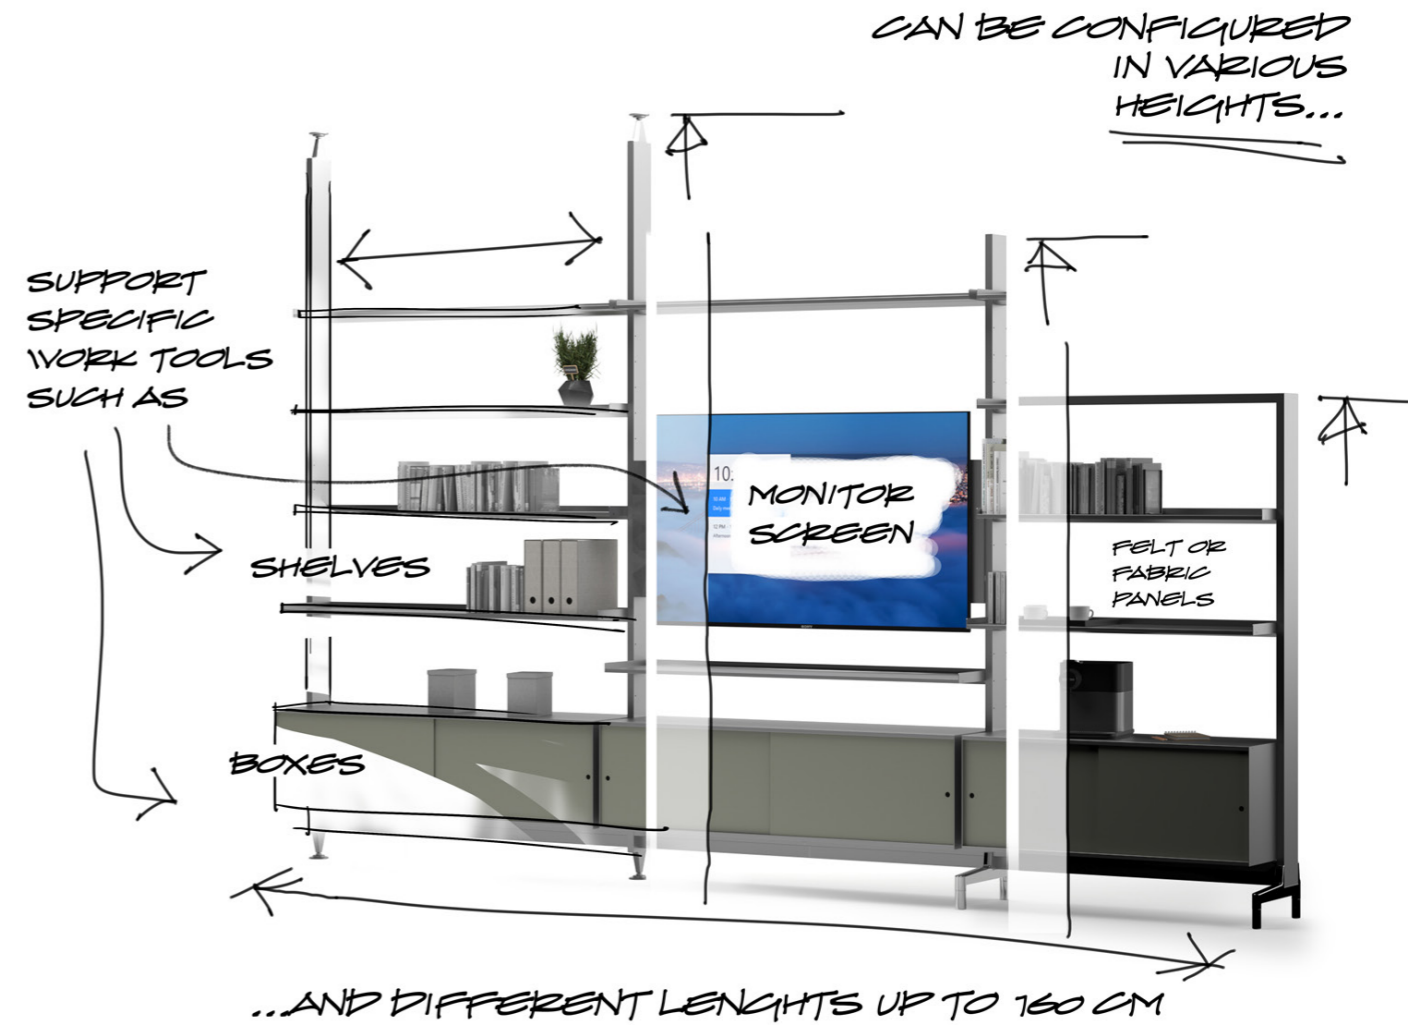 CAN BE CONFIGURED
IN VARIOUS
HEIGHTS...
SUPPORT
SPECIFIC
WORK TOOLS
SUCH AS
10:
MONITOR
SCREEN
SHELVES
FELT OR
FABRIC
PANELS
BOXES
...AND DIFFERENT LENGHTS UP TO 160 CM